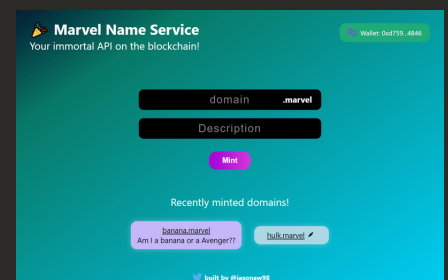 Marvel Name Service
Your immortal API on the blockchain!
Wallet: 0xd759...4846
domain
.marvel
Description
Mint
Recently minted domains!
banana.marvel
Am I a banana or a Avenger??
hulk.marvel
built by @jasonaw98